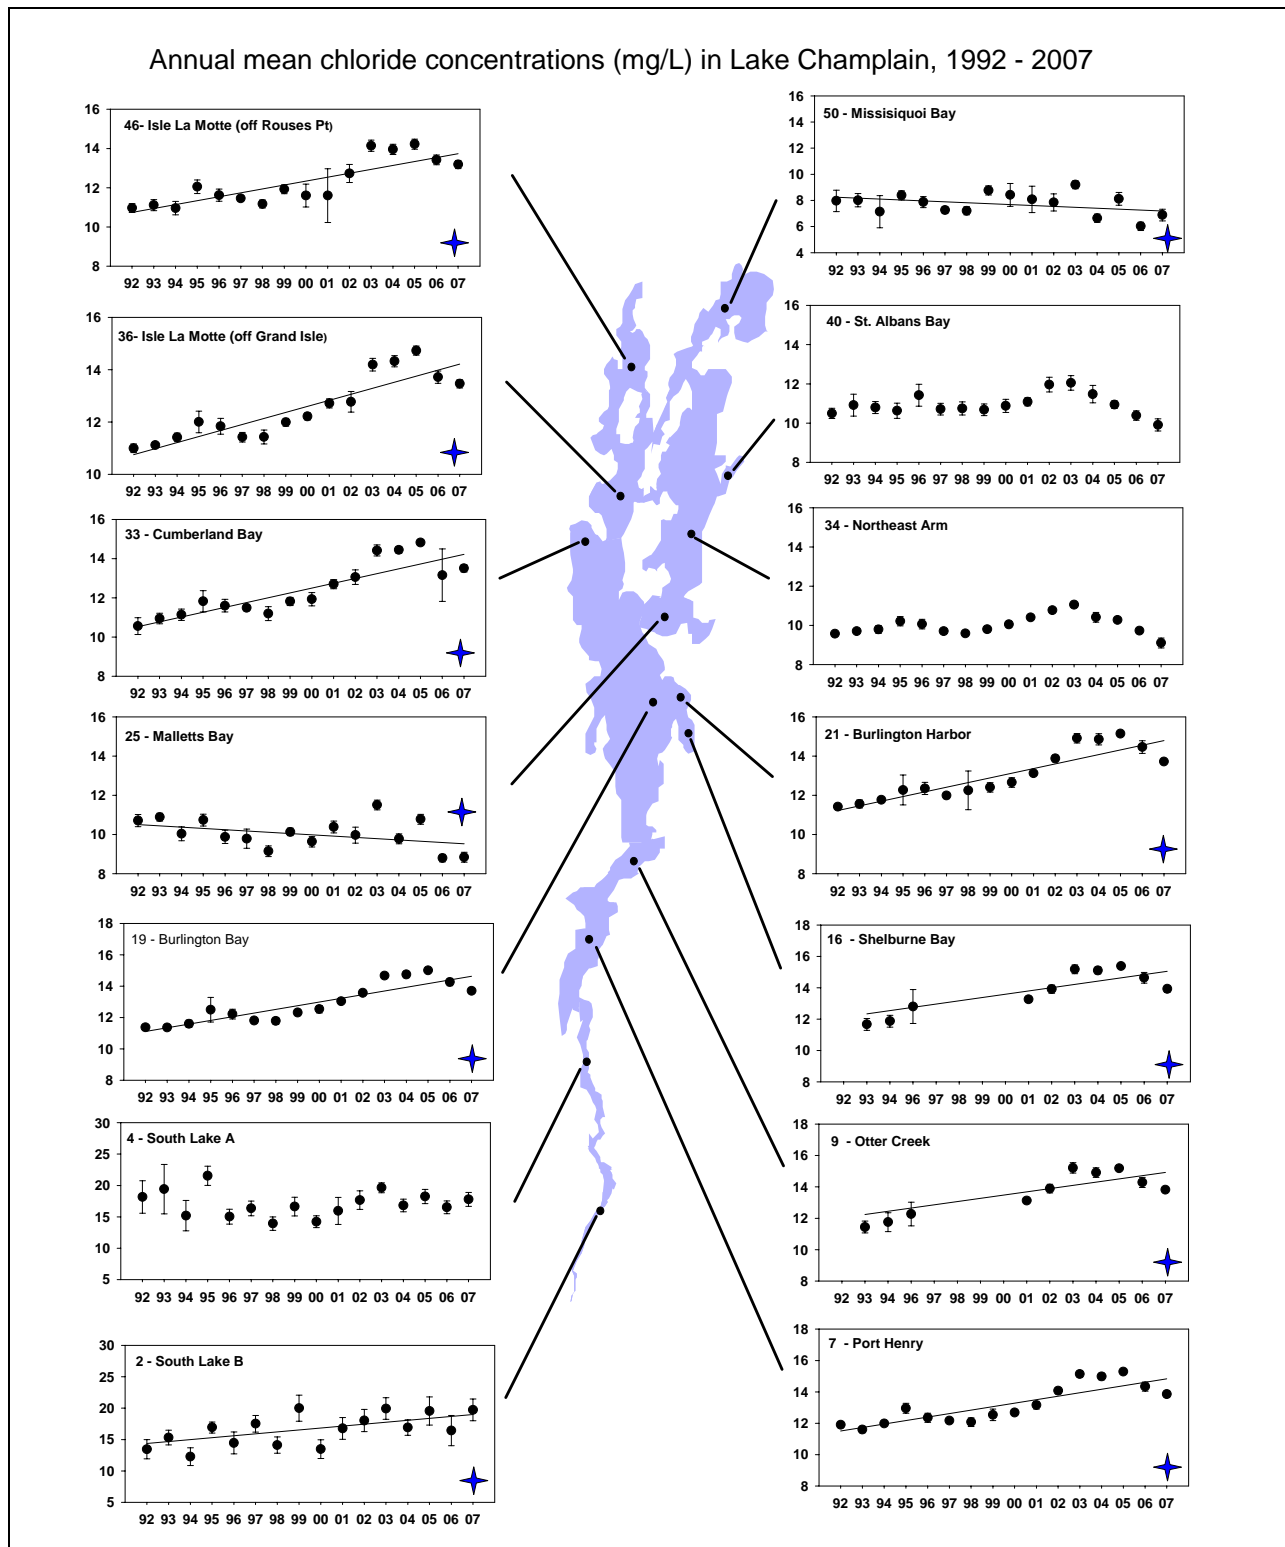 Annual mean chloride concentrations (mg/L) in Lake Champlain, 1992 - 2007
46- Isle La Motte (off Rouses Pt)
16
14
12
10
8
92 93 94 95 96 97 98 99 00 01 02 03 04 05 06 07
36- Isle La Motte (off Grand Isle)
16
14
12
10
92 93 94 95 96 97 98 99 00 01 02 03 04 05 06 07
33 - Cumberland Bay
16
14
12
10
8
92 93 94 95 96 97 98 99 00 01 02 03 04 05 06 07
25 - Malletts Bay
16
14
12
10
8
92 93 94 95 96 97 98 99 00 01 02 03 04 05 06 07
19 - Burlington Bay
18
16
14
12
10
8
92 93 94 95 96 97 98 99 00 01 02 03 04 05 06 07
4 - South Lake A
30
25
20
15
10
5
92 93 94 95 96 97 98 99 00 01 02 03 04 05 06 07
2 - South Lake B
30
25
20
15
10
5
92 93 94 95 96 97 98 99 00 01 02 03 04 05 06 07
50 - Missisiquoi Bay
16
14
12
10
8
6
4
92 93 94 95 96 97 98 99 00 01 02 03 04 05 06 07
40 - St. Albans Bay
16
14
12
10
8
92 93 94 95 96 97 98 99 00 01 02 03 04 05 06 07
34 - Northeast Arm
16
14
12
10
8
92 93 94 95 96 97 98 99 00 01 02 03 04 05 06 07
21 - Burlington Harbor
16
14
12
10
8
92 93 94 95 96 97 98 99 00 01 02 03 04 05 06 07
16 - Shelburne Bay
18
16
14
12
10
8
92 93 94 95 96 97 98 99 00 01 02 03 04 05 06 07
9 - Otter Creek
18
16
14
12
10
8
92 93 94 95 96 97 98 99 00 01 02 03 04 05 06 07
7 - Port Henry
18
16
14
12
10
8
92 93 94 95 96 97 98 99 00 01 02 03 04 05 06 07